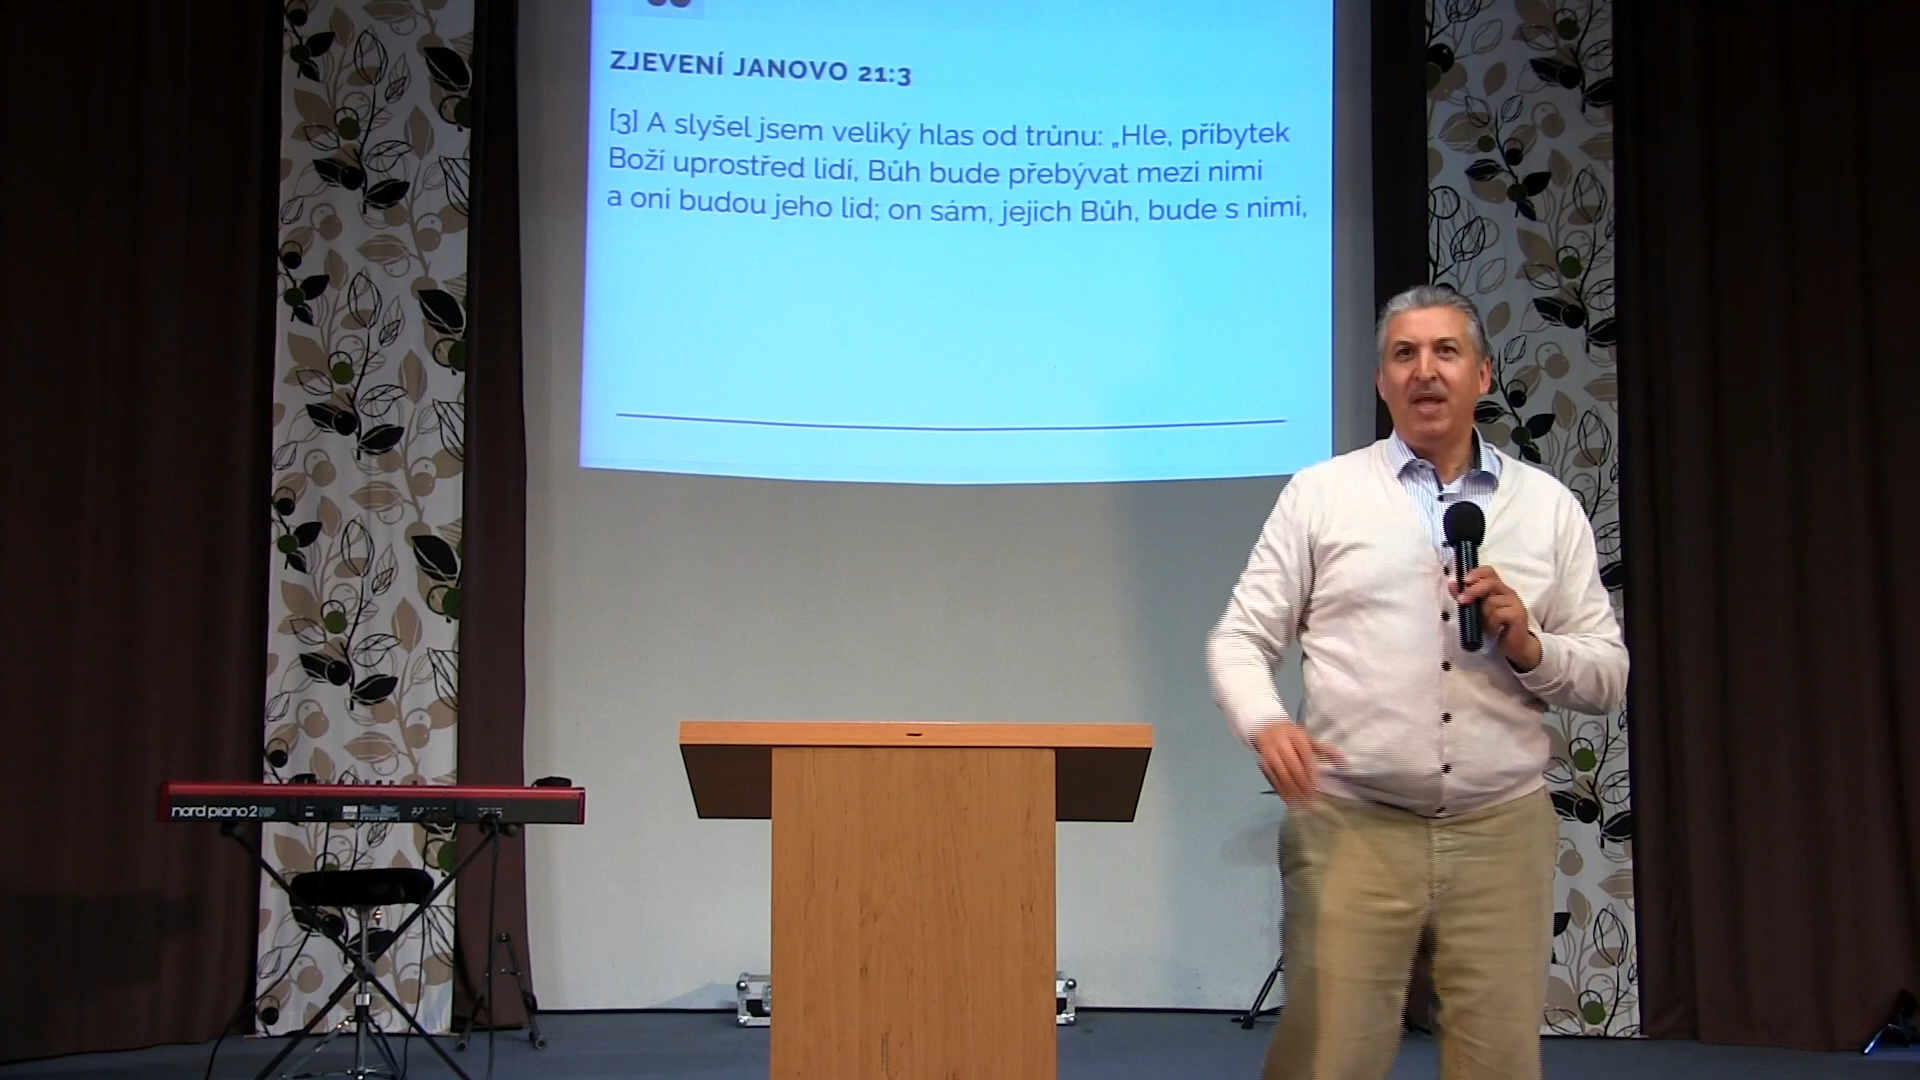 ZJEVENÍ JANOVO 21:3
[3] A slyšel jsem veliký hlas od trůnu: „Hle, příbytek
Boží uprostřed lidí, Bůh bude přebývat mezi nimi
a oni budou jeho lid; on sám, jejich Bůh, bude s nimi,
nord piano 2 HP